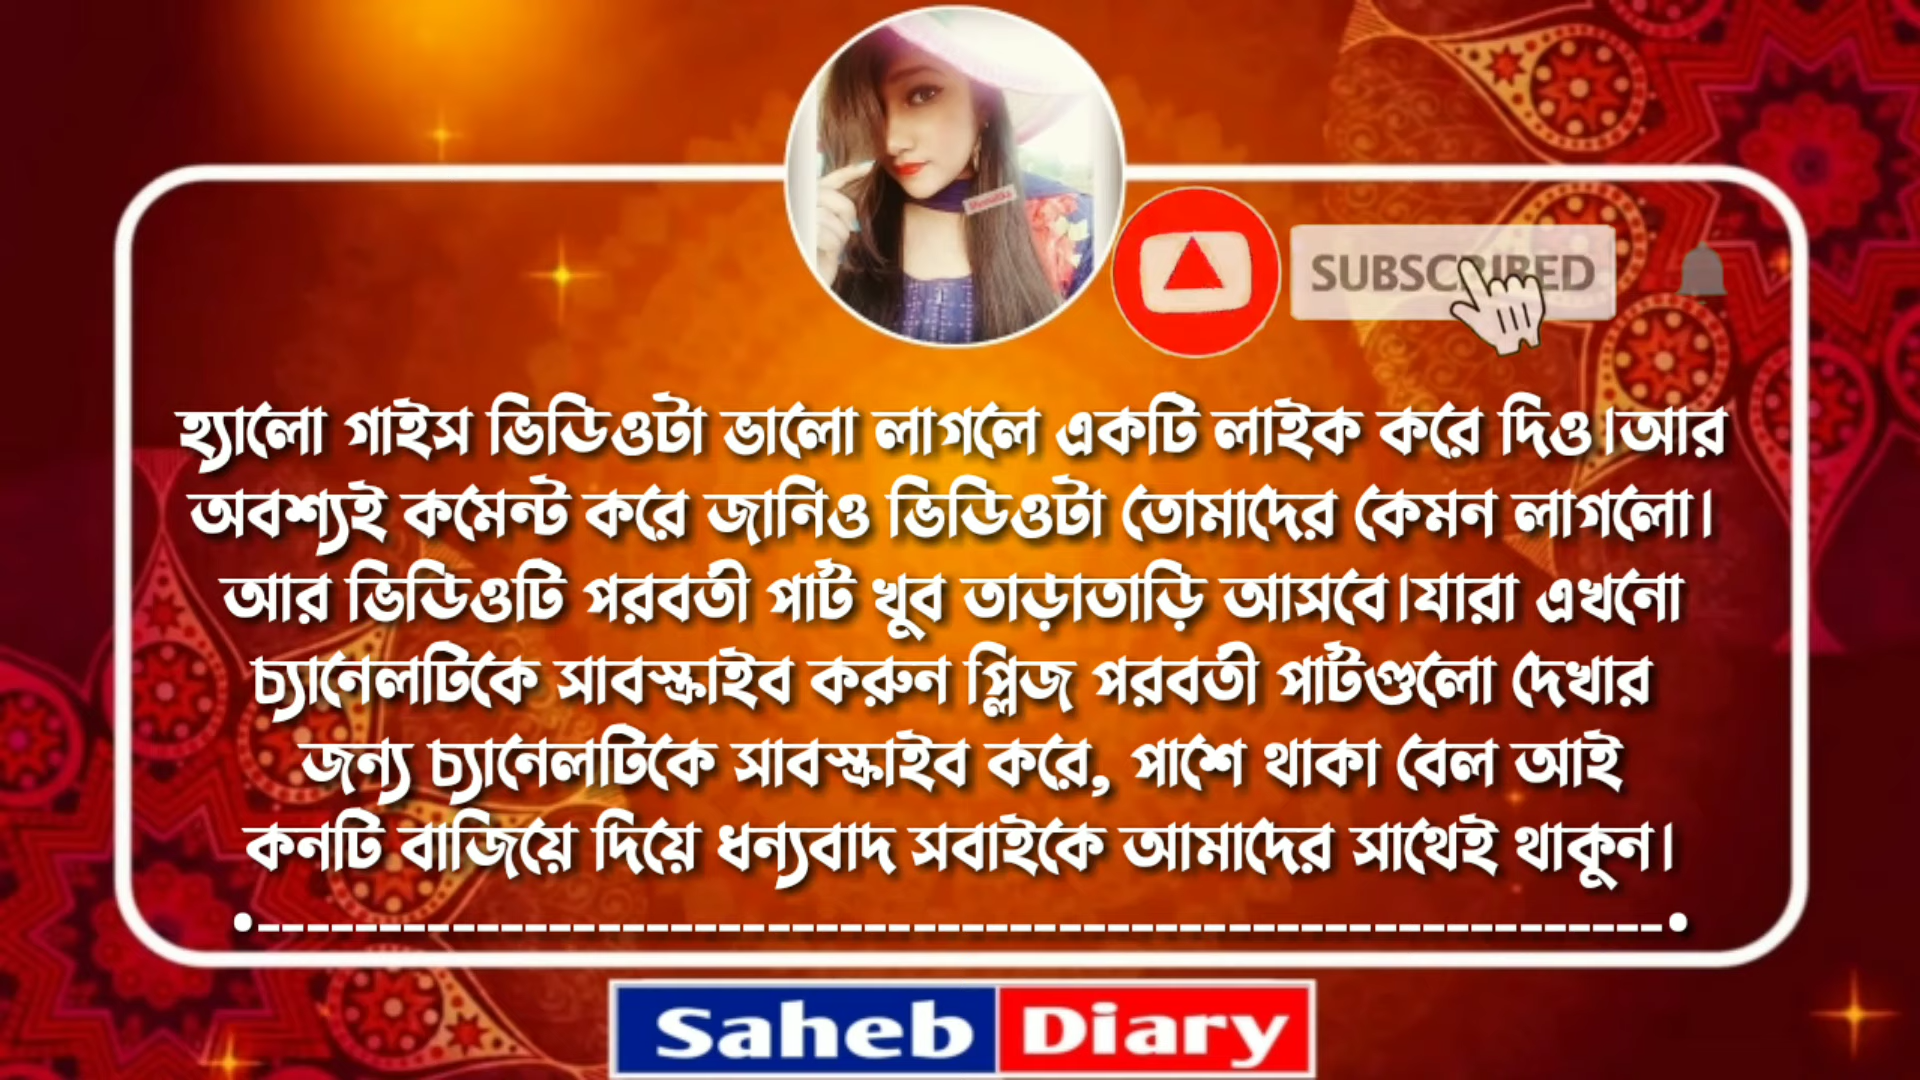 SUBSCRIBED
হ্যালো গাইস ভিডিওটা ভালো লাগলে একটি লাইক করে দিও।আর
অবশ্যই কমেন্ট করে জানিও ভিডিওটা তোমাদের কেমন লাগলো।
আর ভিডিওটি পরবর্তী পার্ট খুব তাড়াতাড়ি আসবে।যারা এখনো
চ্যানেলটিকে সাবস্ক্রাইব করুন প্লিজ পরবর্তী পার্টগুলো দেখার
জন্য চ্যানেলটিকে সাবস্ক্রাইব করে, পাশে থাকা বেল আই
কনটি বাজিয়ে দিয়ে ধন্যবাদ সবাইকে আমাদের সাথেই থাকুন।
Saheb Diary